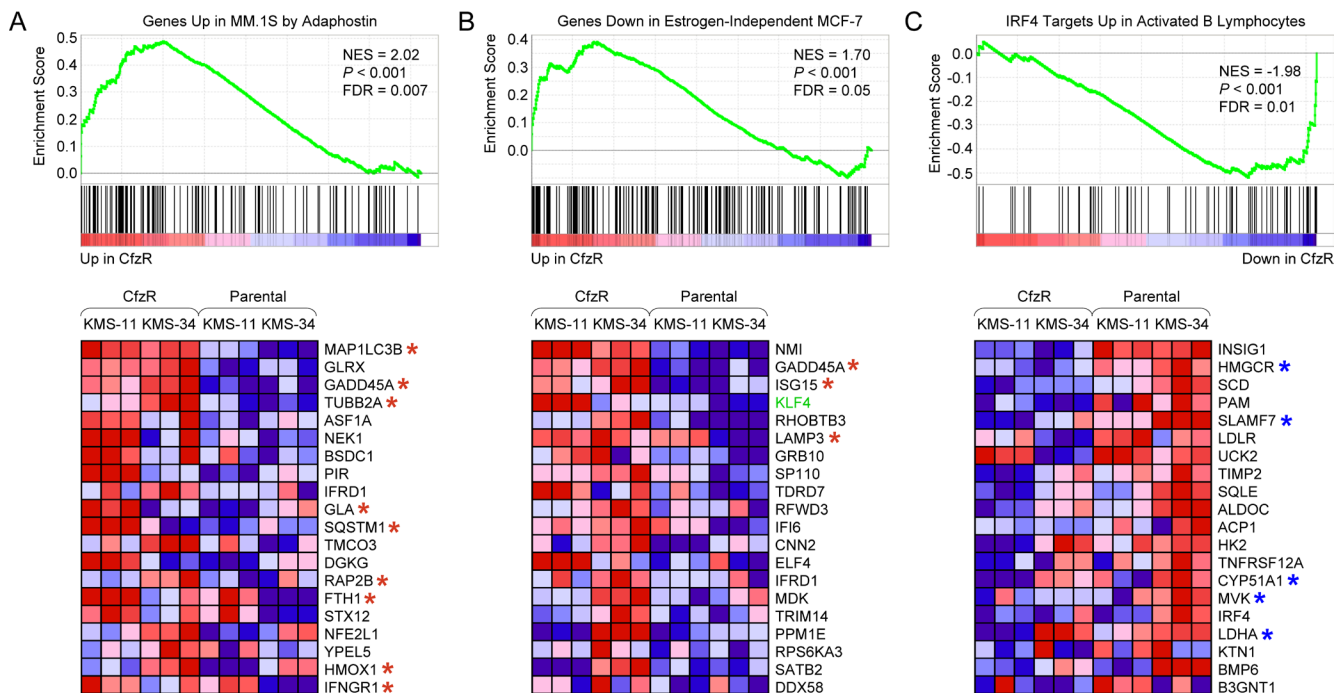 A
Genes Up in MM.1S by Adaphostin
Enrichment Score
0.5
0.4
0.3
0.2
0.1
0.0
NES = 2.02
P < 0.001
FDR = 0.007
Up in CfzR
CfzR Parental
KMS-11 KMS-34 KMS-11 KMS-34
MAP1LC3B *
GLRX
GADD45A *
TUBB2A *
ASF1A
NEK1
BSDC1
PIR
IFRD1
GLA *
SQSTM1 *
TMCO3
DGKG
RAP2B *
FTH1 *
STX12
NFE2L1
YPEL5
HMOX1 *
IFNGR1 *
B
Genes Down in Estrogen-Independent MCF-7
Enrichment Score
0.4
0.3
0.2
0.1
0.0
NES = 1.70
P < 0.001
FDR = 0.05
Up in CfzR
CfzR Parental
KMS-11 KMS-34 KMS-11 KMS-34
NMI
GADD45A *
ISG15 *
KLF4
RHOBTB3
LAMP3 *
GRB10
SP110
TDRD7
RFWD3
IFI6
CNN2
ELF4
IFRD1
MDK
TRIM14
PPM1E
RPS6KA3
SATB2
DDX58
C
IRF4 Targets Up in Activated B Lymphocytes
Enrichment Score
0.0
-0.1
-0.2
-0.3
-0.4
-0.5
NES = -1.98
P < 0.001
FDR = 0.01
Down in CfzR
CfzR Parental
KMS-11 KMS-34 KMS-11 KMS-34
INSIG1
HMGCR *
SCD
PAM
SLAMF7 *
LDLR
UCK2
TIMP2
SQLE
ALDOC
ACP1
HK2
TNFRSF12A
CYP51A1 *
MVK *
IRF4
LDHA *
KTN1
BMP6
B3GNT1